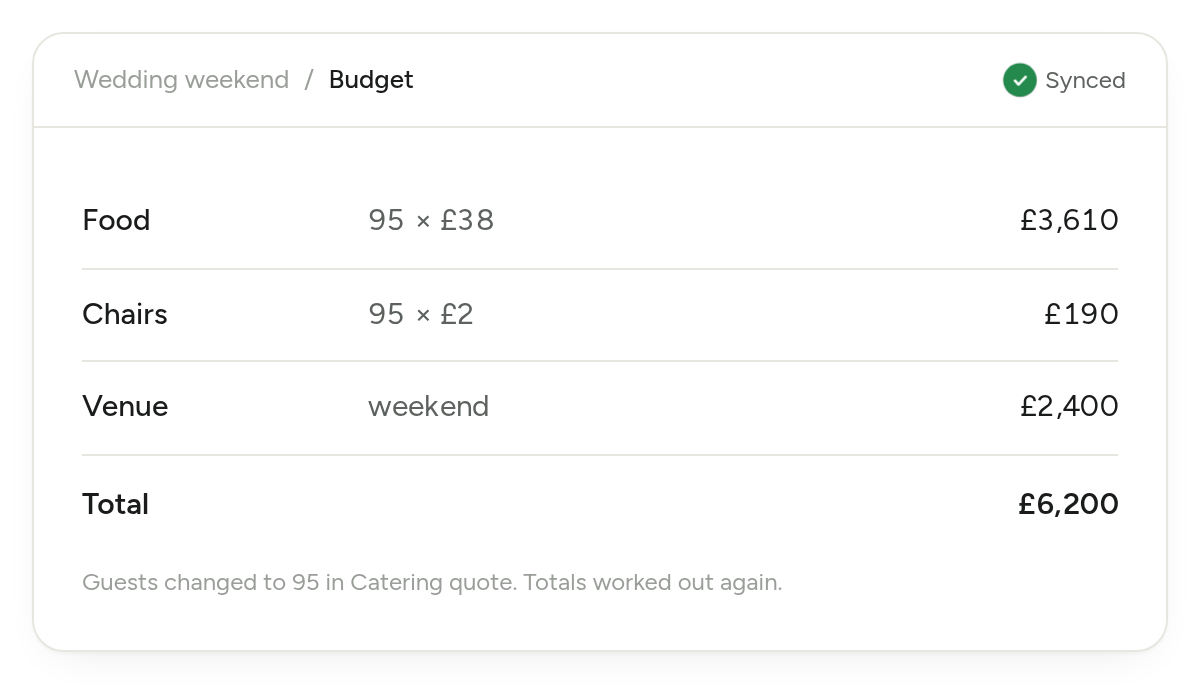 Wedding weekend / Budget
Synced
Food 95 × £38 £3,610
Chairs 95 × £2 £190
Venue weekend £2,400
Total £6,200
Guests changed to 95 in Catering quote. Totals worked out again.